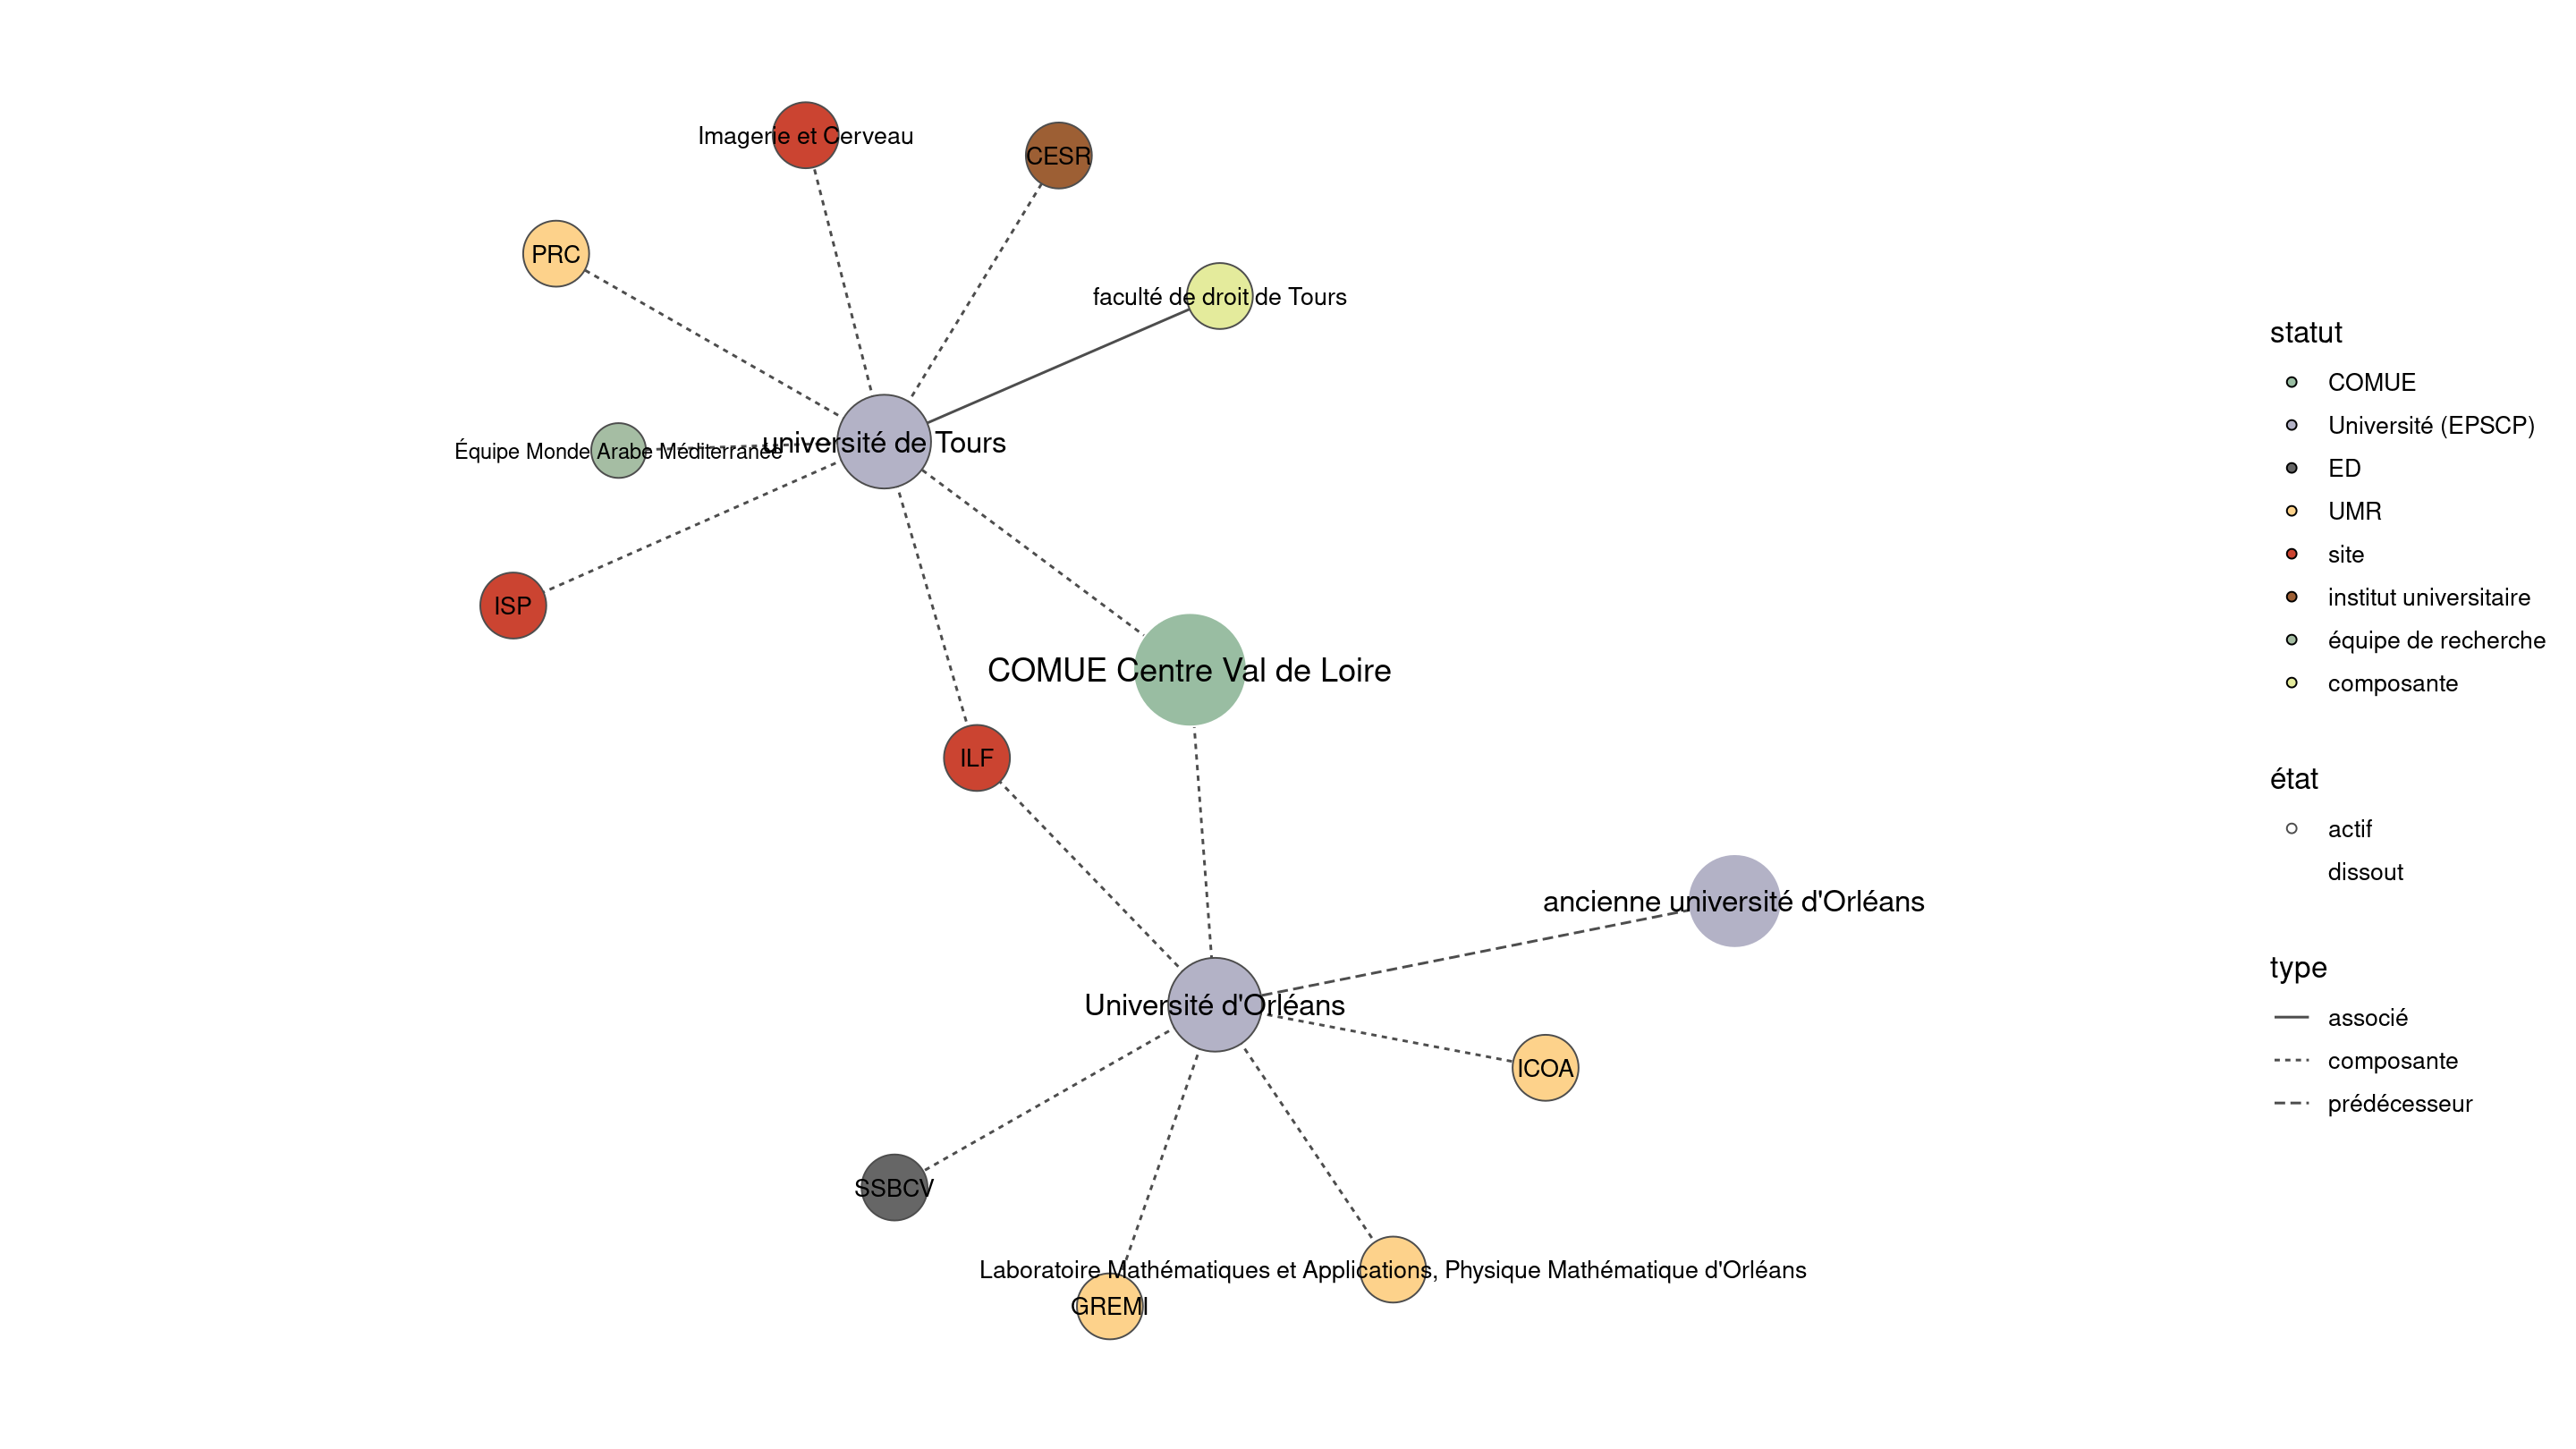 Imagerie et Cerveau
CESR
PRC
faculté de droit de Tours
université de Tours
Équipe Monde Arabe Méditerranée
ISP
COMUE Centre Val de Loire
ILF
ancienne université d'Orléans
Université d'Orléans
ICOA
SSBCV
Laboratoire Mathématiques et Applications, Physique Mathématique d'Orléans
GREMI
statut
COMUE
Université (EPSCP)
ED
UMR
site
institut universitaire
équipe de recherche
composante
état
actif
dissout
type
associé
composante
prédécesseur